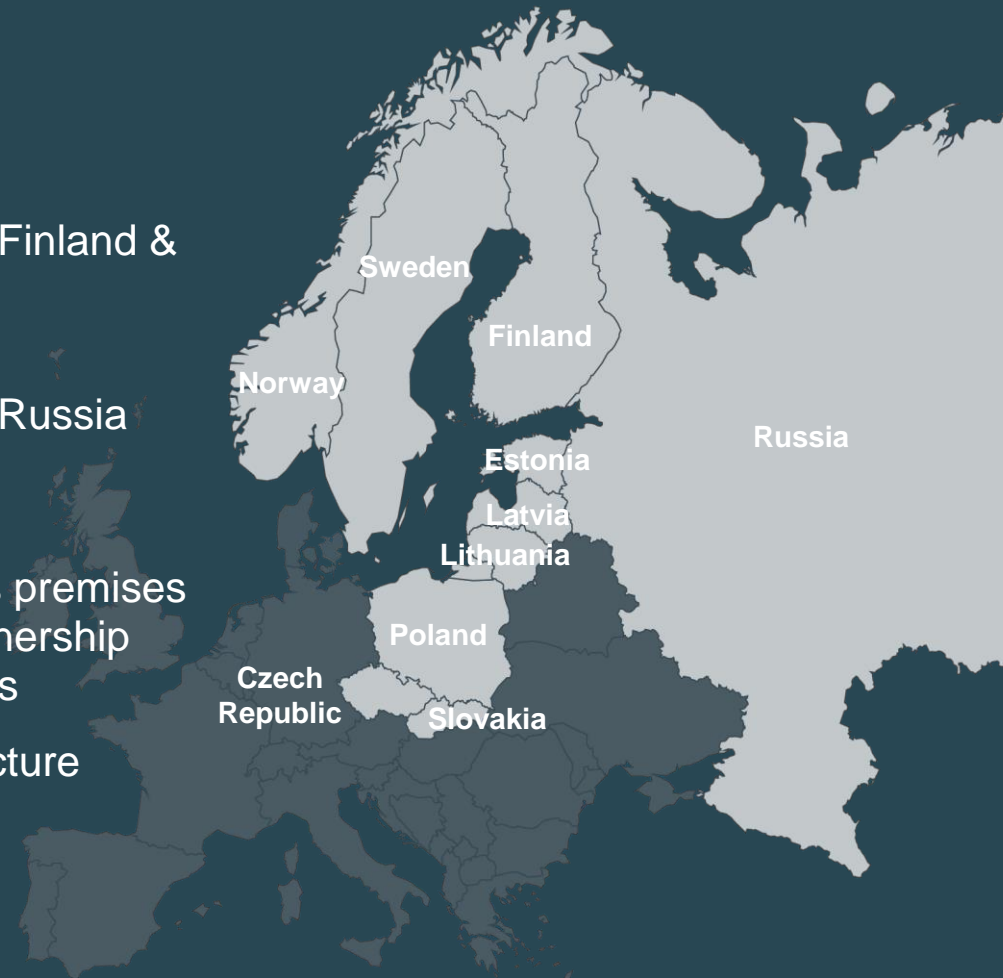 Finland &
Russia
premises
nership
s
cture
Sweden
Finland
Norway
Russia
Estonia
Latvia
Lithuania
Poland
Czech
Republic
Slovakia